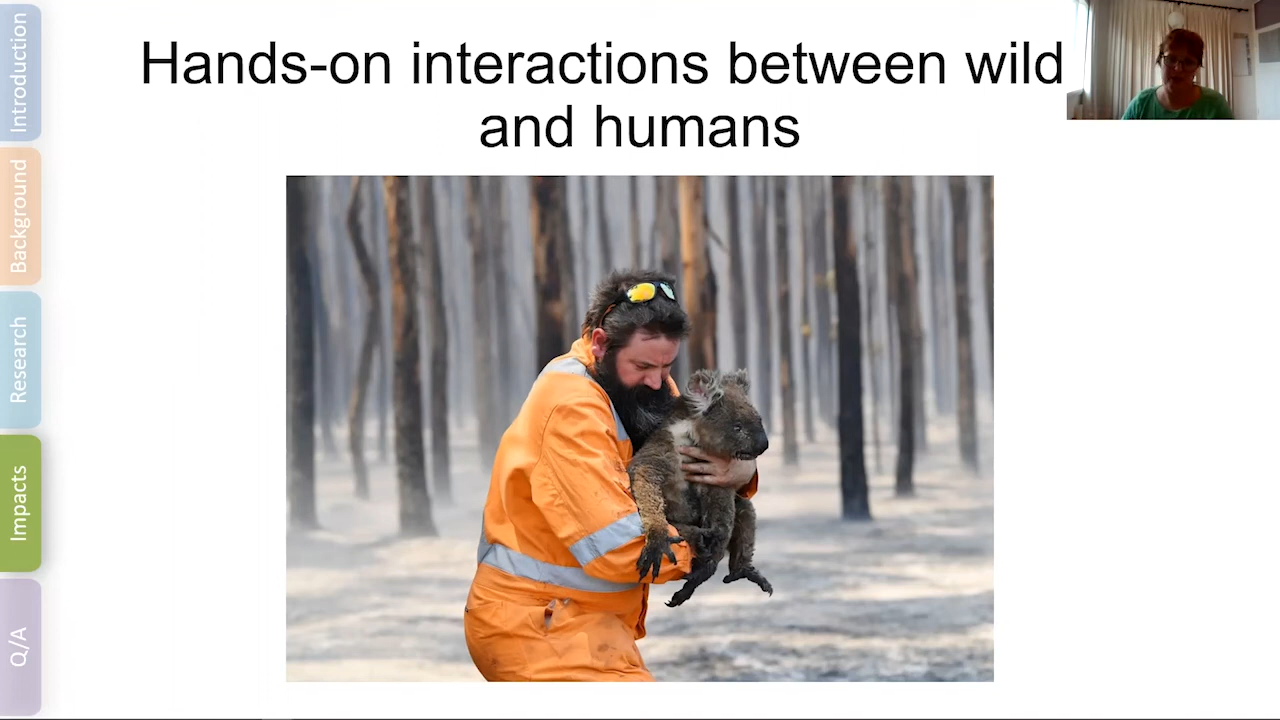 Hands-on interactions between wild
and humans
Introduction
Background
Research
Impacts
Q/A